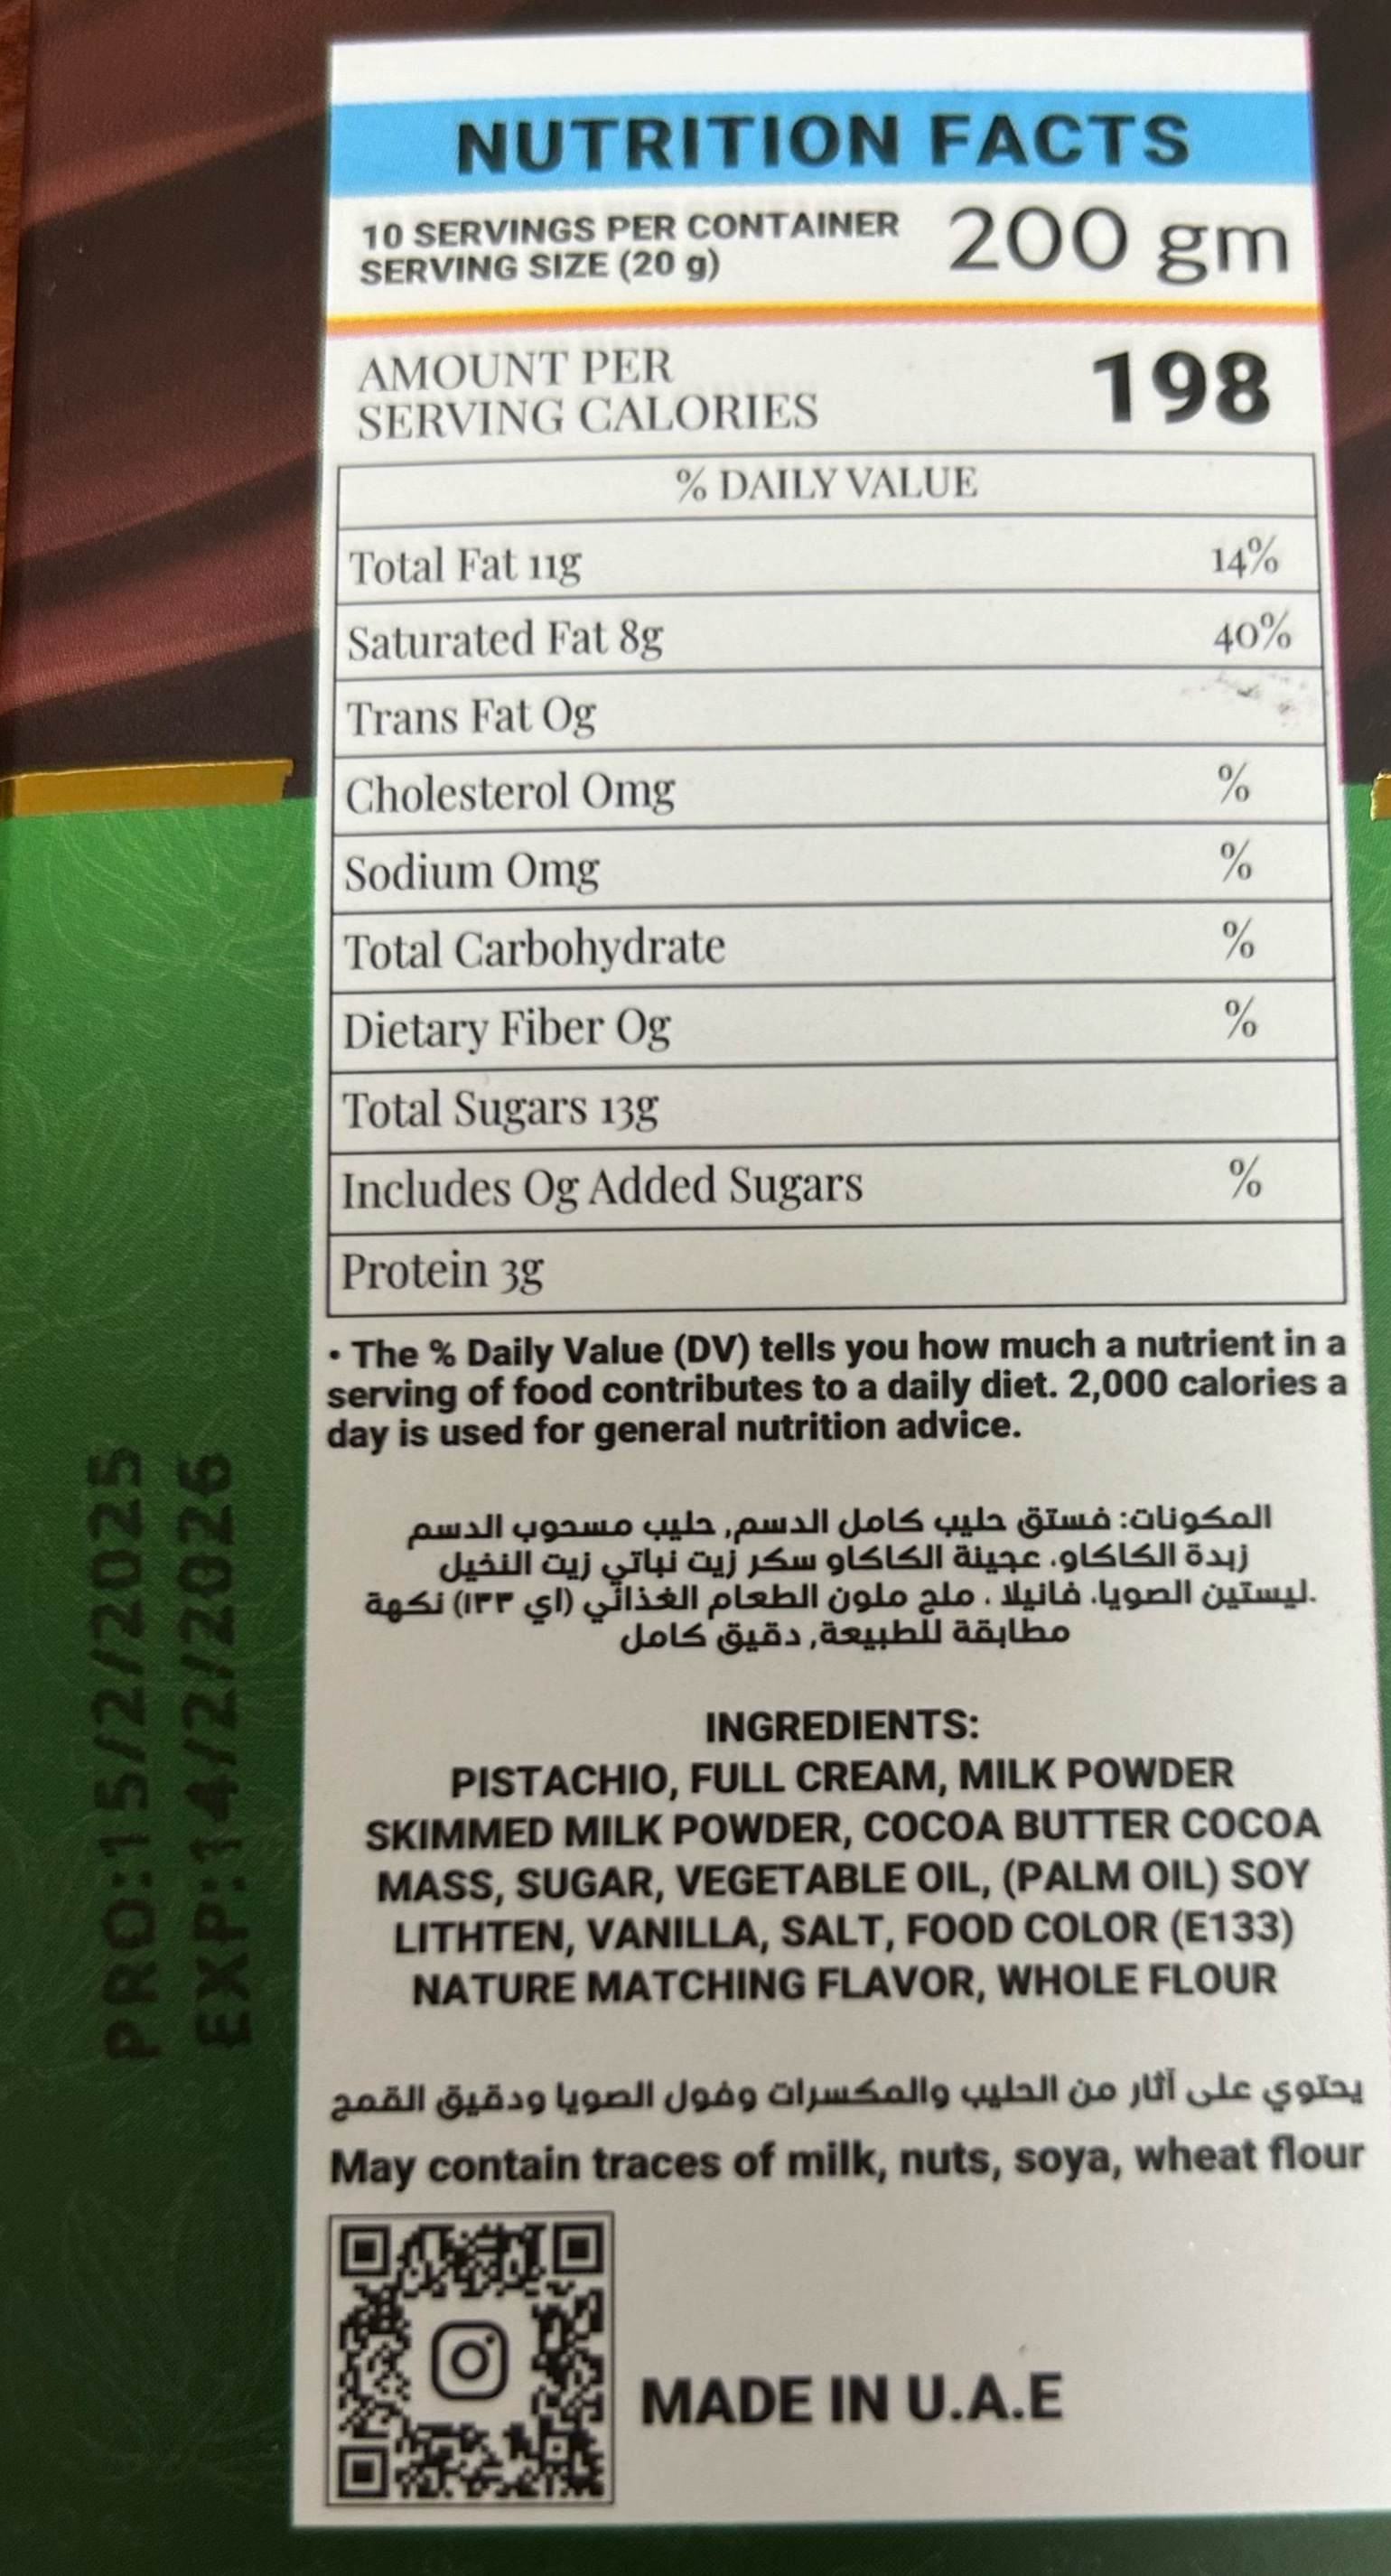 NUTRITION FACTS
10 SERVINGS PER CONTAINER
SERVING SIZE (20 g)
200 gm
AMOUNT PER
SERVING CALORIES
198
% DAILY VALUE
Total Fat 11g 14%
Saturated Fat 8g 40%
Trans Fat 0g
Cholesterol 0mg %
Sodium 0mg %
Total Carbohydrate %
Dietary Fiber 0g %
Total Sugars 13g
Includes 0g Added Sugars %
Protein 3g
• The % Daily Value (DV) tells you how much a nutrient in a
serving of food contributes to a daily diet. 2,000 calories a
day is used for general nutrition advice.
المكونات: فستق حليب كامل الدسم, حليب مسحوب الدسم
زبدة الكاكاو. عجينة الكاكاو سكر زيت نباتي زيت النخيل
.ليستين الصويا. فانيلا . ملح ملون الطعام الغذائي (اي ١٣٣) نكهة
مطابقة للطبيعة, دقيق كامل
INGREDIENTS:
PISTACHIO, FULL CREAM, MILK POWDER
SKIMMED MILK POWDER, COCOA BUTTER COCOA
MASS, SUGAR, VEGETABLE OIL, (PALM OIL) SOY
LITHTEN, VANILLA, SALT, FOOD COLOR (E133)
NATURE MATCHING FLAVOR, WHOLE FLOUR
يحتوي على آثار من الحليب والمكسرات وفول الصويا ودقيق القمح
May contain traces of milk, nuts, soya, wheat flour
MADE IN U.A.E
PRO:15/2/2025
EXP:14/2/2026